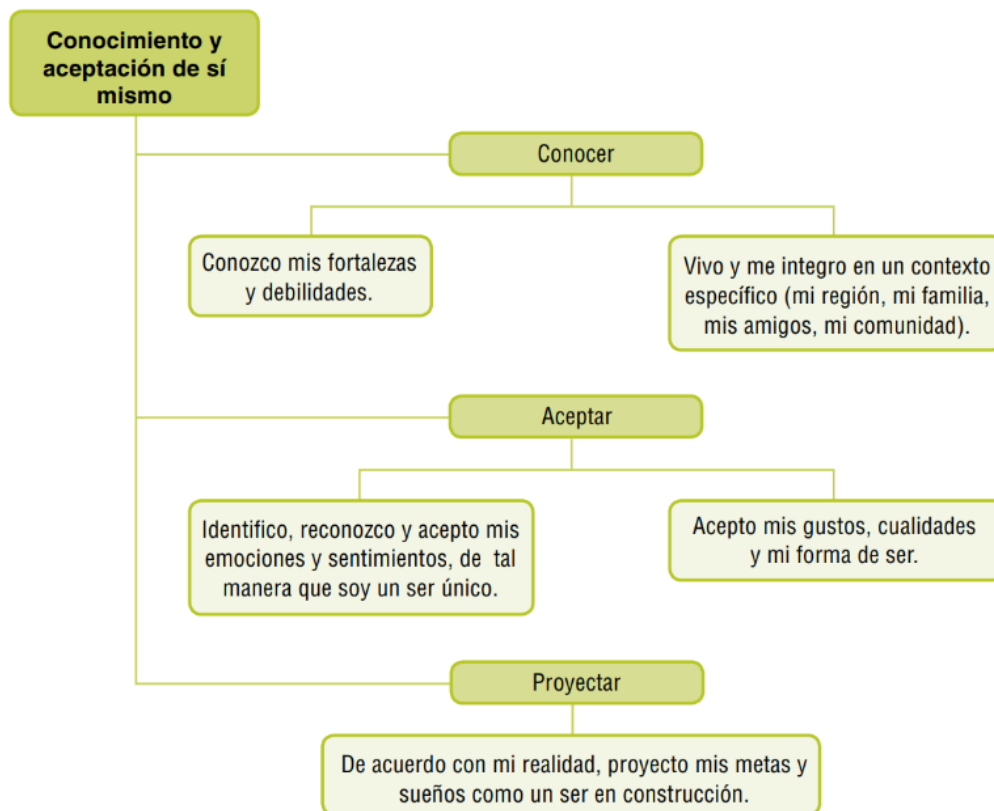 Conocimiento y
aceptación de sí
mismo
Conocer
Conozco mis fortalezas
y debilidades.
Vivo y me integro en un contexto
específico (mi región, mi familia,
mis amigos, mi comunidad).
Aceptar
Identifico, reconozco y acepto mis
emociones y sentimientos, de tal
manera que soy un ser único.
Acepto mis gustos, cualidades
y mi forma de ser.
Proyectar
De acuerdo con mi realidad, proyecto mis metas y
sueños como un ser en construcción.